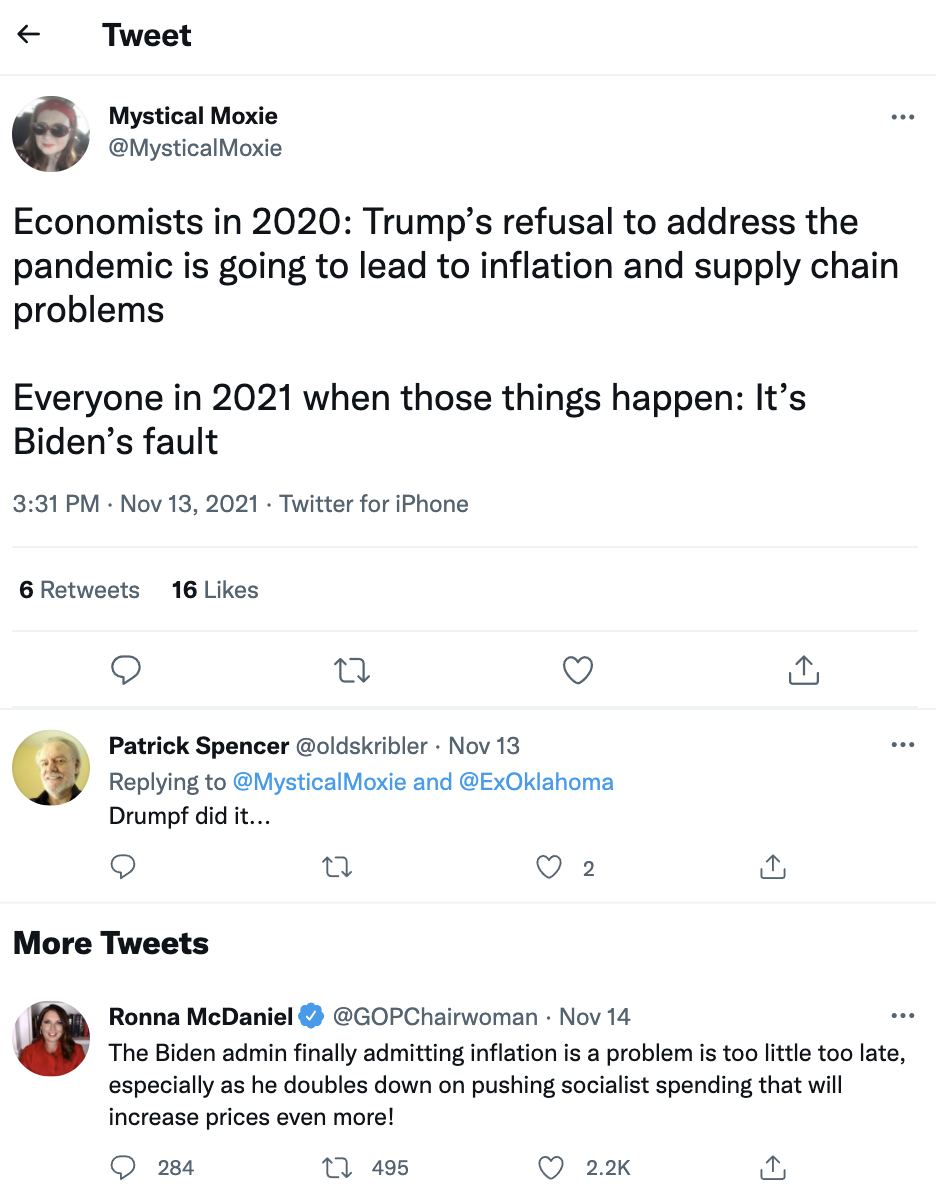 Tweet
Mystical Moxie
@MysticalMoxie
Economists in 2020: Trump’s refusal to address the
pandemic is going to lead to inflation and supply chain
problems
Everyone in 2021 when those things happen: It’s
Biden’s fault
3:31 PM · Nov 13, 2021 · Twitter for iPhone
6 Retweets 16 Likes
Patrick Spencer @oldskribler · Nov 13
Replying to @MysticalMoxie and @ExOklahoma
Drumpf did it…
2
More Tweets
Ronna McDaniel @GOPChairwoman · Nov 14
The Biden admin finally admitting inflation is a problem is too little too late,
especially as he doubles down on pushing socialist spending that will
increase prices even more!
284 495 2.2K